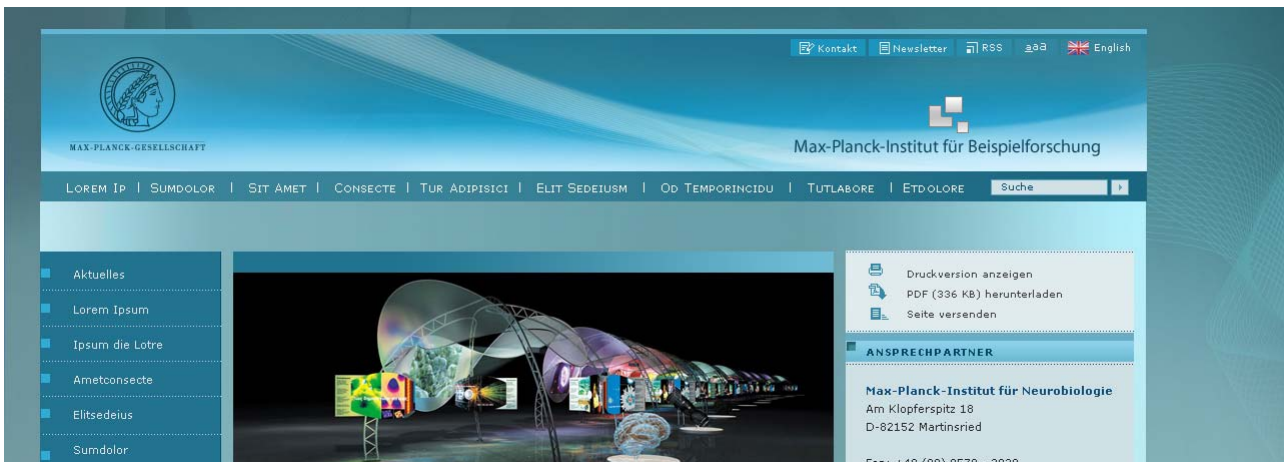 Kontakt Newsletter RSS aaa English
MAX-PLANCK-GESELLSCHAFT
Max-Planck-Institut für Beispielforschung
LOREM IP | SUMDOLOR | SIT AMET | CONSECTE | TUR ADIPISICI | ELIT SEDEIUSM | OD TEMPORINCIDU | TUTLABORE | ETDOLORE Suche
Aktuelles
Lorem Ipsum
Ipsum die Lotre
Ametconsecte
Elitsedeius
Sumdolor
Druckversion anzeigen
PDF (336 KB) herunterladen
Seite versenden
ANSPRECHPARTNER
Max-Planck-Institut für Neurobiologie
Am Klopferspitz 18
D-82152 Martinsried